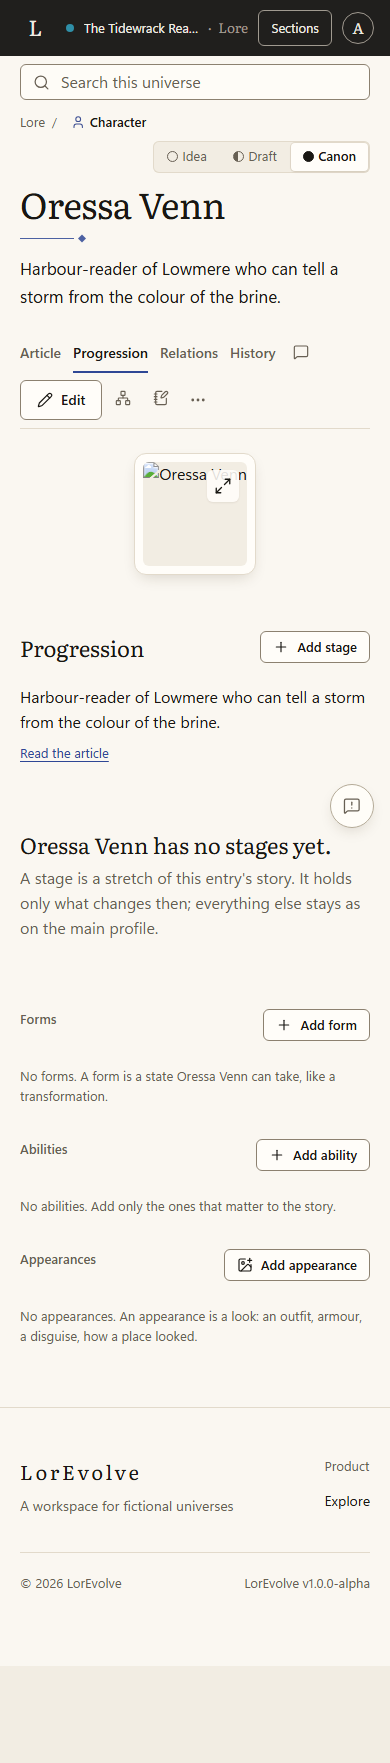 L The Tidewrack Rea... · Lore Sections A
Search this universe
Lore / Character
Idea Draft Canon
Oressa Venn
Harbour-reader of Lowmere who can tell a
storm from the colour of the brine.
Article Progression Relations History
Edit
Oressa Venn
Progression Add stage
Harbour-reader of Lowmere who can tell a storm
from the colour of the brine.
Read the article
Oressa Venn has no stages yet.
A stage is a stretch of this entry's story. It holds
only what changes then; everything else stays as
on the main profile.
Forms Add form
No forms. A form is a state Oressa Venn can take, like a
transformation.
Abilities Add ability
No abilities. Add only the ones that matter to the story.
Appearances Add appearance
No appearances. An appearance is a look: an outfit, armour,
a disguise, how a place looked.
LorEvolve Product
A workspace for fictional universes Explore
© 2026 LorEvolve LorEvolve v1.0.0-alpha